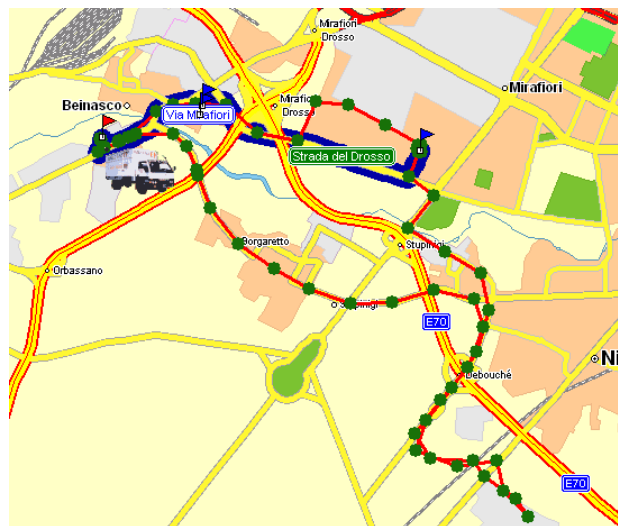 Mirafiori
Drosso
Mirafiori
Beinasco
Mirafiori
Drosso
Via Mirafiori
Strada del Drosso
Borgaretto
Stupinigi
Orbassano
Stupinigi
E70
Ni
Debouché
E70